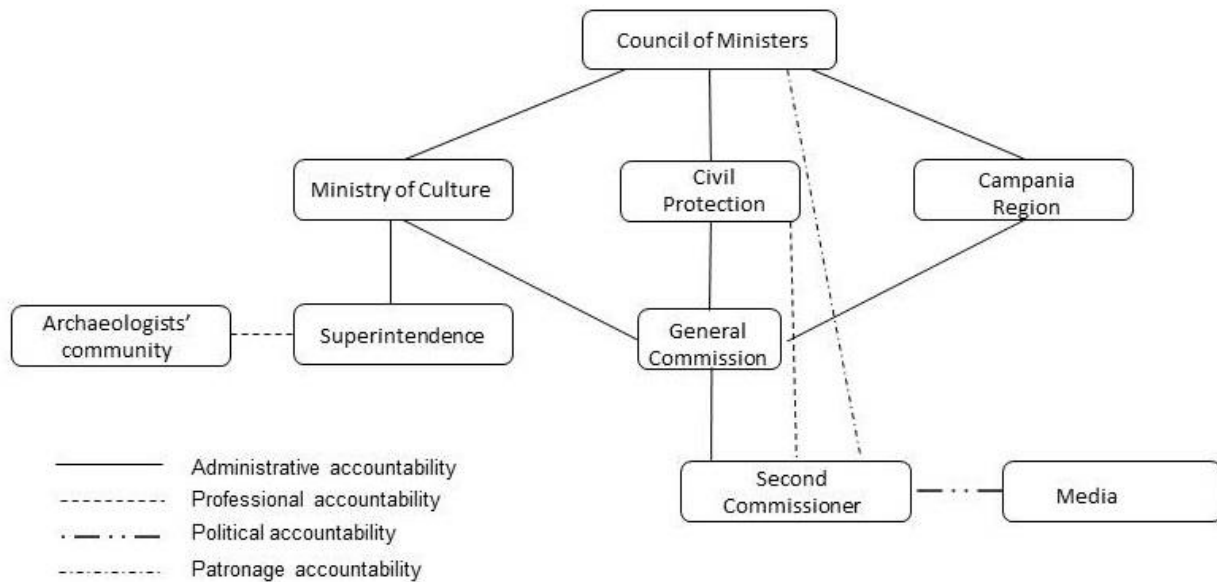 Council of Ministers
Ministry of Culture
Civil
Protection
Campania
Region
Archaeologists’
community
Superintendence
General
Commission
Second
Commissioner
Media
Administrative accountability
Professional accountability
Political accountability
Patronage accountability